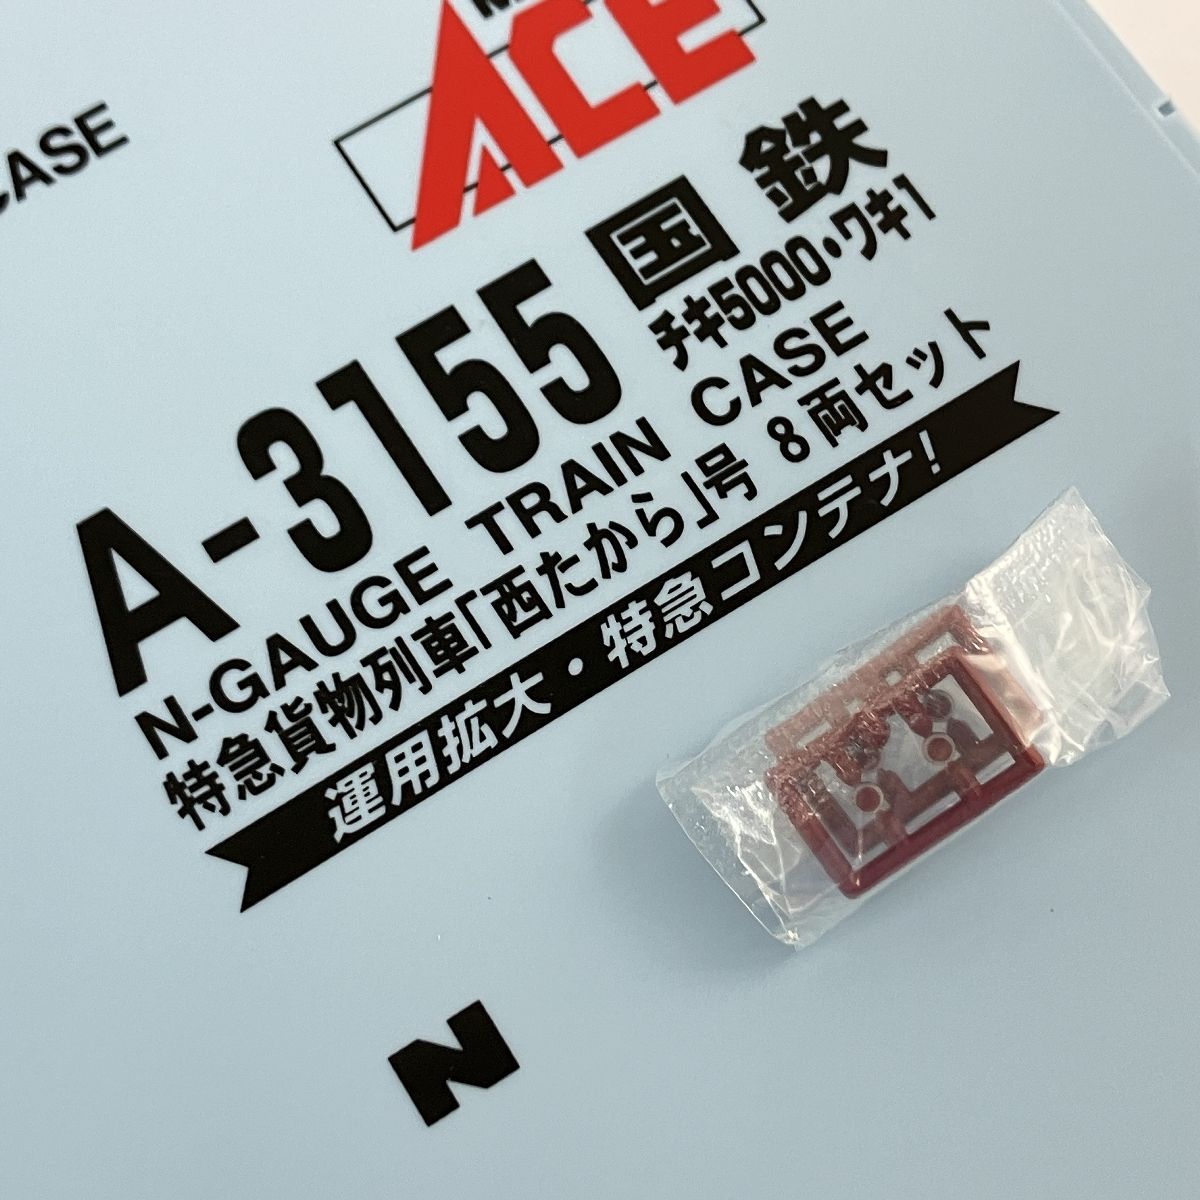 CASE
ACE
国鉄
A-3155
チキ5000・ワキ1
N-GAUGE TRAIN CASE
特急貨物列車「西たから」号 8両セット
運用拡大・特急コンテナ!
N